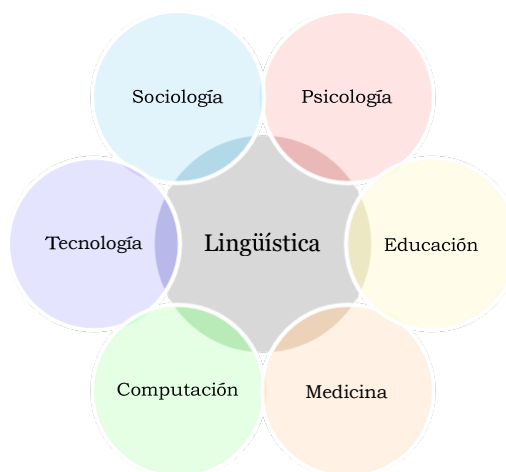 Sociología
Psicología
Tecnología
Lingüística
Educación
Computación
Medicina